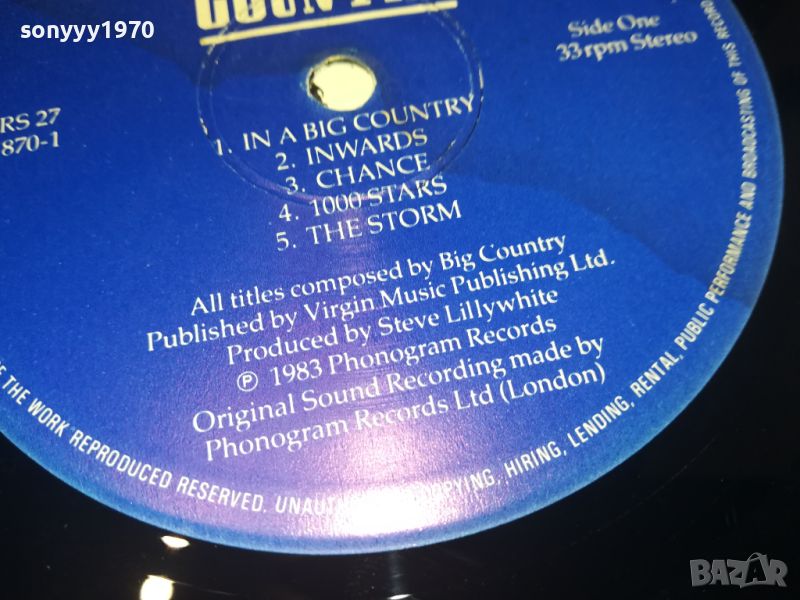 sonyyy1970
COUNTRY
Side One
33 rpm Stereo
RS 27
870-1
1. IN A BIG COUNTRY
2. INWARDS
3. CHANCE
4. 1000 STARS
5. THE STORM
All titles composed by Big Country
Published by Virgin Music Publishing Ltd.
Produced by Steve Lillywhite
℗ 1983 Phonogram Records
Original Sound Recording made by
Phonogram Records Ltd (London)
THE WORK REPRODUCED RESERVED. COPYING, HIRING, LENDING, RENTAL, PUBLIC PERFORMANCE AND BROADCASTING OF THIS RECORD
BAZAR